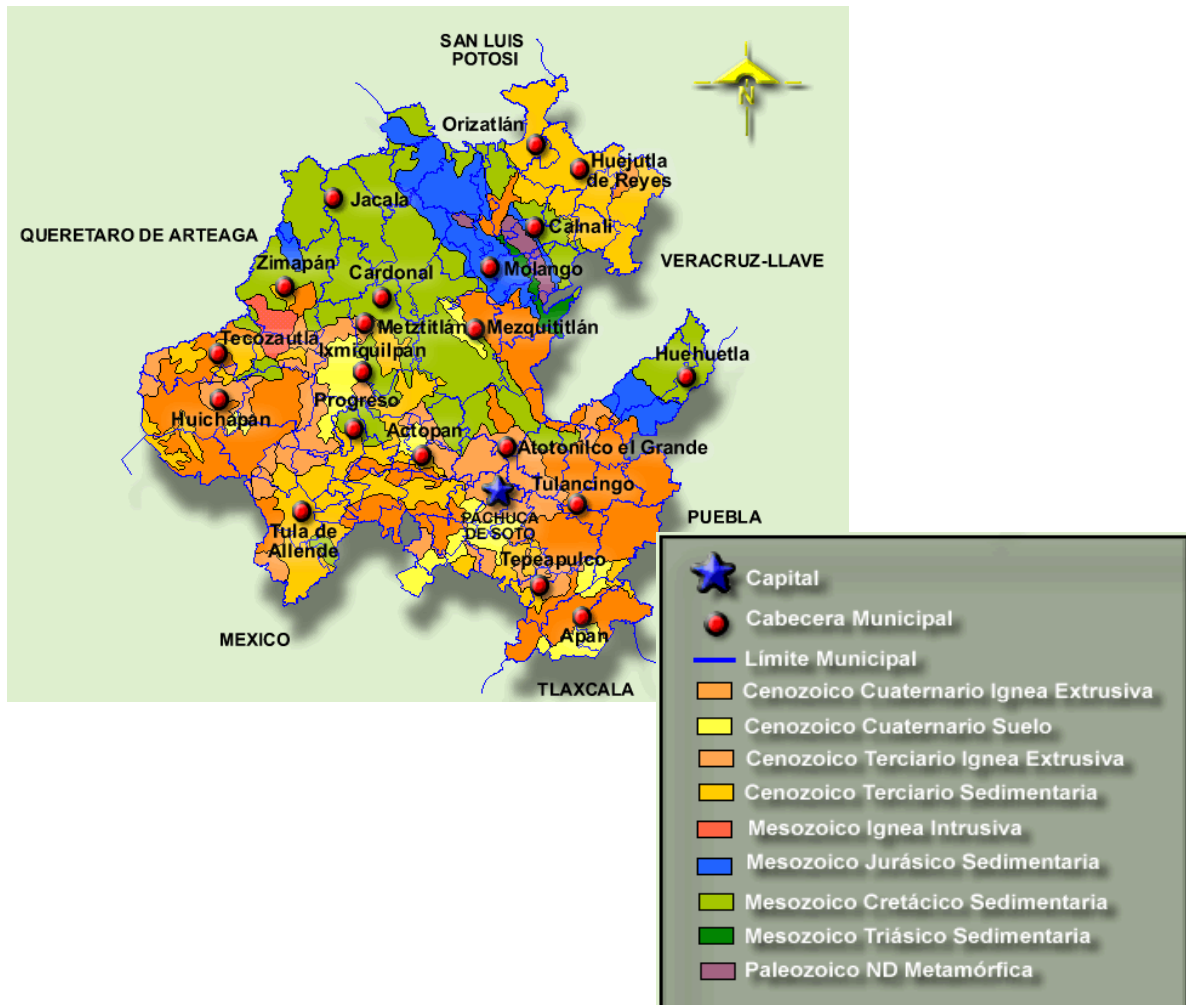 SAN LUIS
POTOSI
N
Orizatlán
Huejutla
de Reyes
Jacala
Calnali
QUERETARO DE ARTEAGA
VERACRUZ-LLAVE
Zimapán
Cardonal
Molango
Metztitlán
Mezquititlán
Tecozautla
Ixmiquilpan
Huehuetla
Progreso
Huichapan
Actopan
Atotonilco el Grande
Tulancingo
PACHUCA
DE SOTO
PUEBLA
Tula de
Allende
Tepeapulco
Apan
MEXICO
TLAXCALA
Capital
Cabecera Municipal
Límite Municipal
Cenozoico Cuaternario Ignea Extrusiva
Cenozoico Cuaternario Suelo
Cenozoico Terciario Ignea Extrusiva
Cenozoico Terciario Sedimentaria
Mesozoico Ignea Intrusiva
Mesozoico Jurásico Sedimentaria
Mesozoico Cretácico Sedimentaria
Mesozoico Triásico Sedimentaria
Paleozoico ND Metamórfica